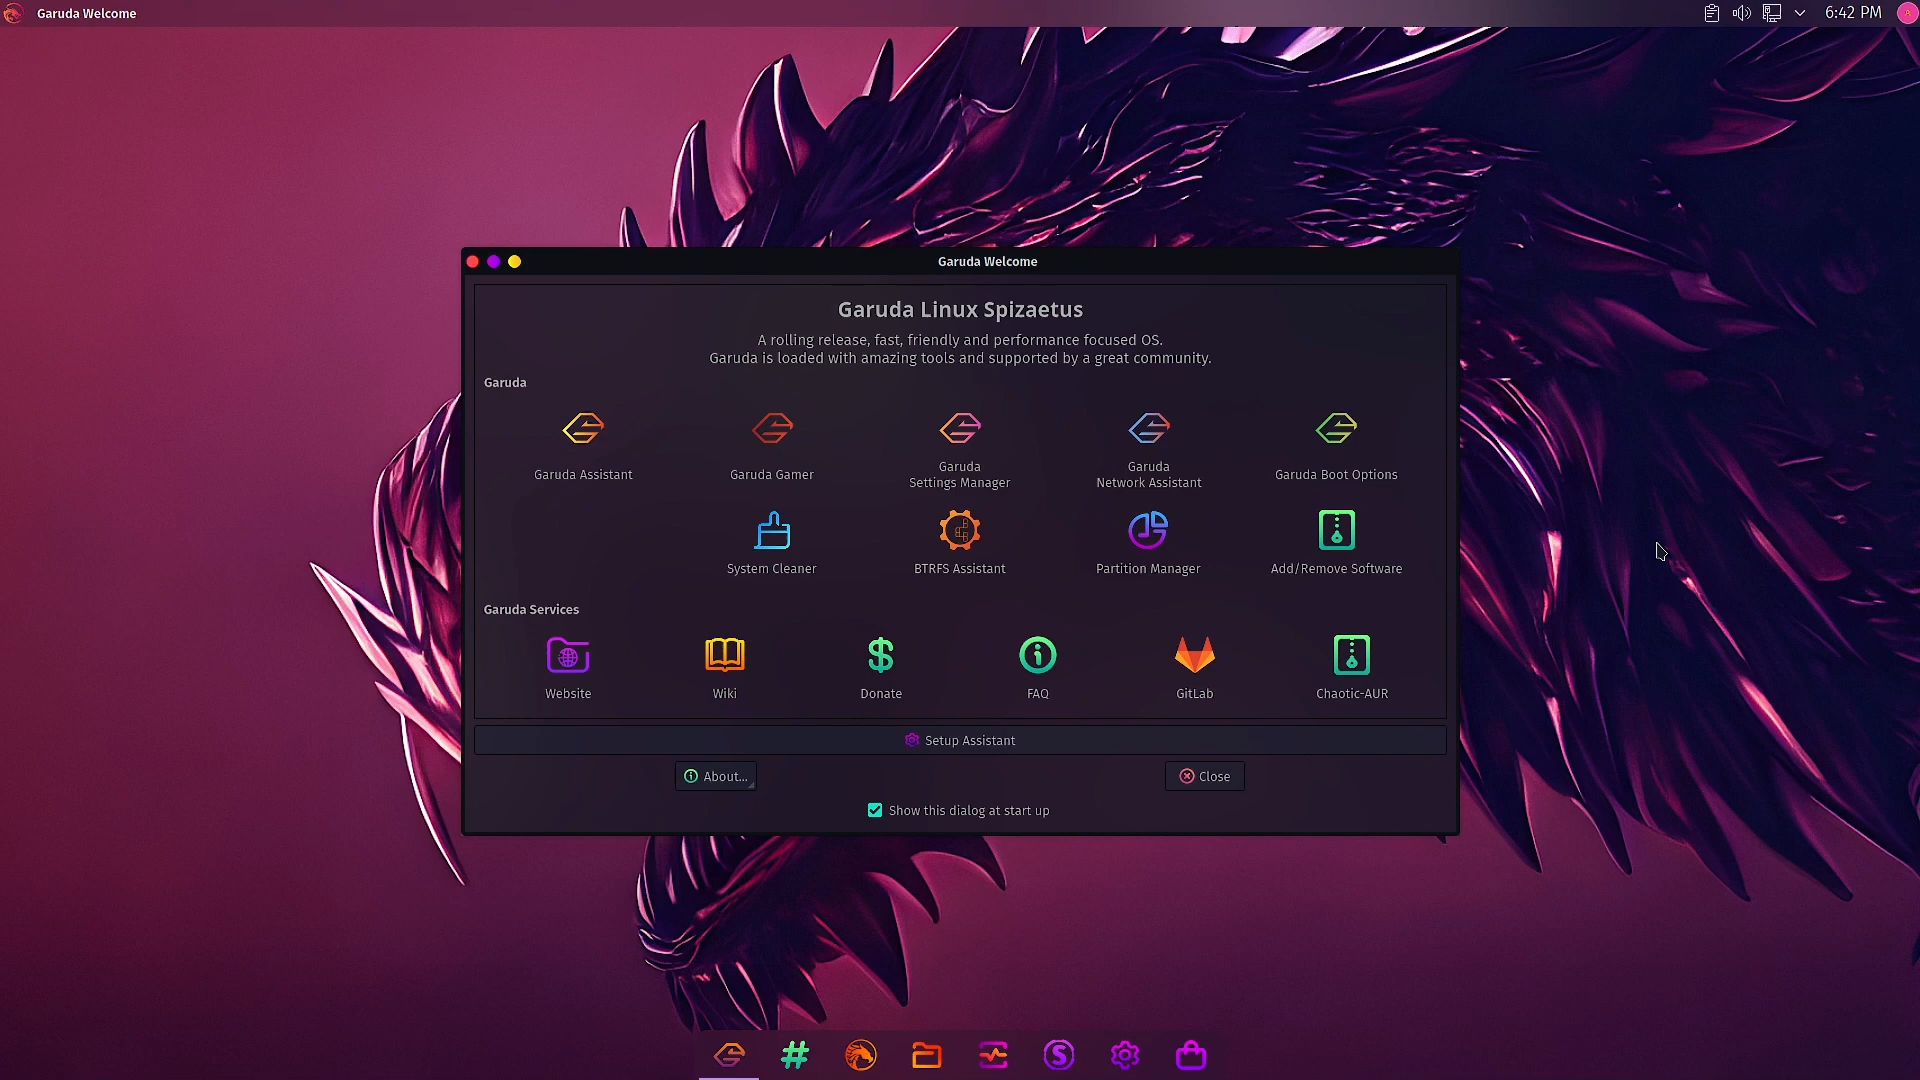 Garuda Welcome
6:42 PM
Garuda Welcome
Garuda Linux Spizaetus
A rolling release, fast, friendly and performance focused OS.
Garuda is loaded with amazing tools and supported by a great community.
Garuda
Garuda Assistant
Garuda Gamer
Garuda
Settings Manager
Garuda
Network Assistant
Garuda Boot Options
System Cleaner
BTRFS Assistant
Partition Manager
Add/Remove Software
Garuda Services
Website
Wiki
Donate
FAQ
GitLab
Chaotic-AUR
Setup Assistant
About...
Close
Show this dialog at start up